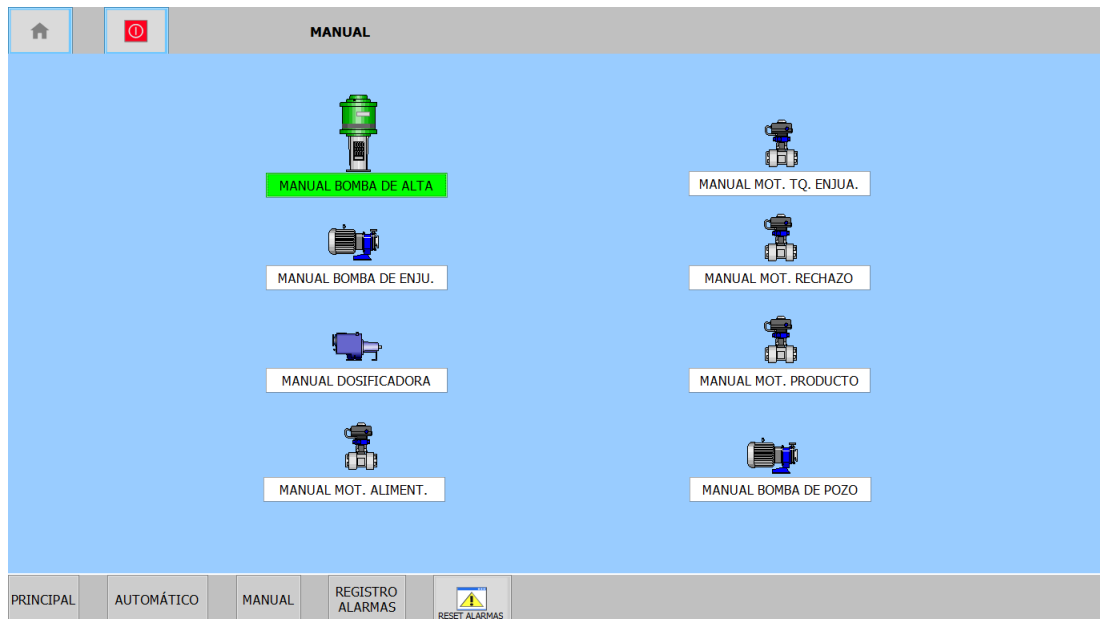 MANUAL
MANUAL BOMBA DE ALTA
MANUAL MOT. TQ. ENJUA.
MANUAL BOMBA DE ENJU.
MANUAL MOT. RECHAZO
MANUAL DOSIFICADORA
MANUAL MOT. PRODUCTO
MANUAL MOT. ALIMENT.
MANUAL BOMBA DE POZO
PRINCIPAL
AUTOMÁTICO
MANUAL
REGISTRO
ALARMAS
RESET ALARMAS